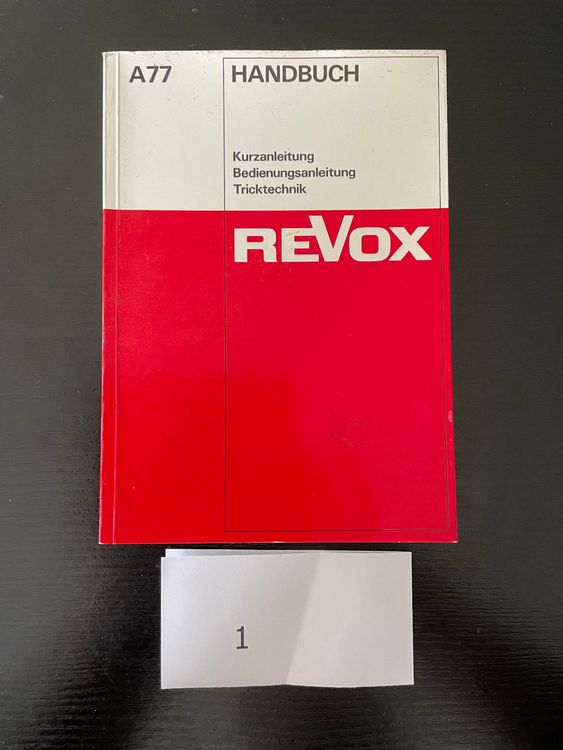 A77 HANDBUCH
Kurzanleitung
Bedienungsanleitung
Tricktechnik
REVOX
1